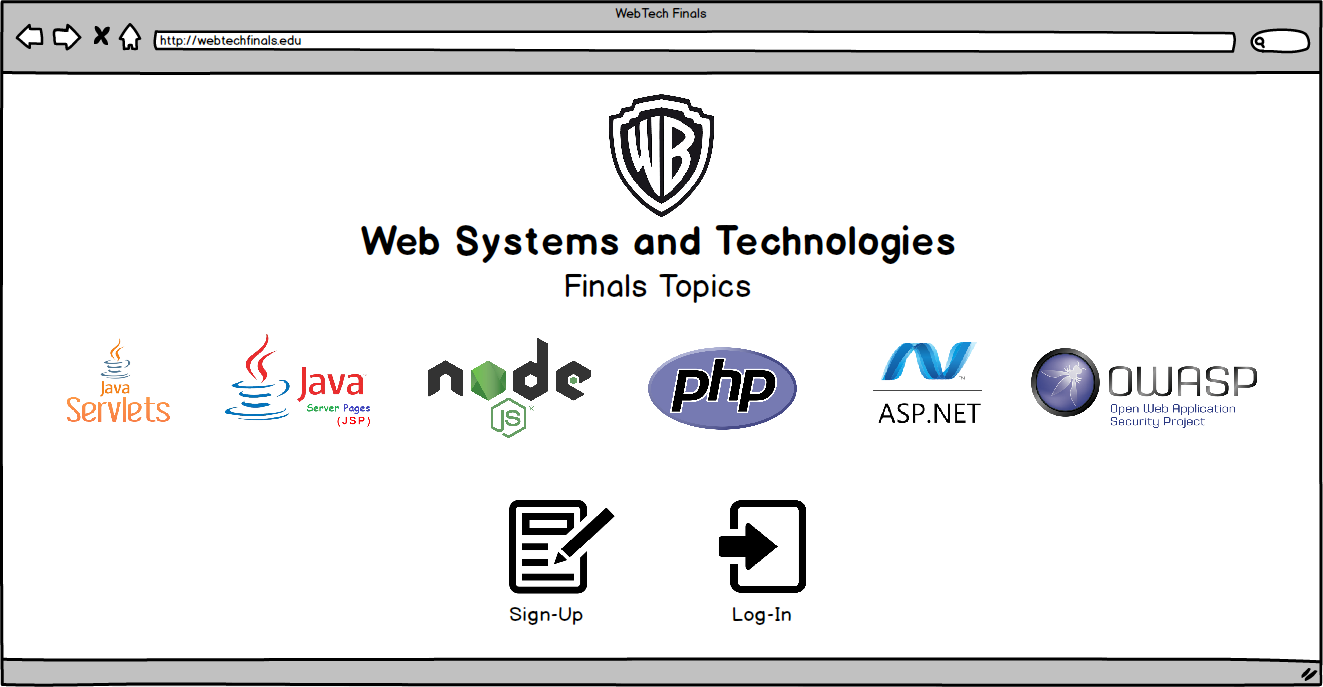 WebTech Finals
http://webtechfinals.edu
WB
Web Systems and Technologies
Finals Topics
Java
Servlets
Java
Server Pages
(JSP)
node
JS
php
ASP.NET
OWASP
Open Web Application
Security Project
Sign-Up
Log-In